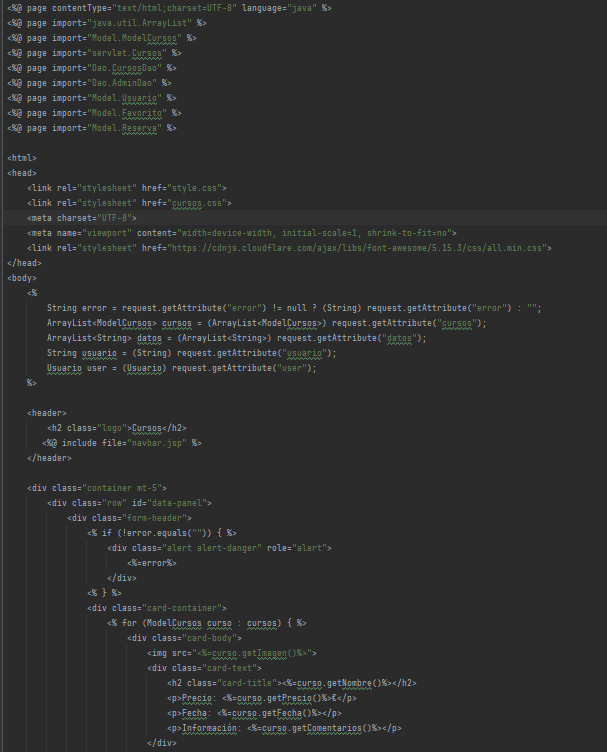 <%@ page contentType="text/html;charset=UTF-8" language="java" %>
<%@ page import="java.util.ArrayList" %>
<%@ page import="Model.ModelCursos" %>
<%@ page import="servlet.Cursos" %>
<%@ page import="Dao.CursosDao" %>
<%@ page import="Dao.AdminDao" %>
<%@ page import="Model.Usuario" %>
<%@ page import="Model.Favorito" %>
<%@ page import="Model.Reserva" %>
<html>
<head>
<link rel="stylesheet" href="style.css">
<link rel="stylesheet" href="cursos.css">
<meta charset="UTF-8">
<meta name="viewport" content="width=device-width, initial-scale=1, shrink-to-fit=no">
<link rel="stylesheet" href="https://cdnjs.cloudflare.com/ajax/libs/font-awesome/5.15.3/css/all.min.css">
</head>
<body>
<%
String error = request.getAttribute("error") != null ? (String) request.getAttribute("error") : "";
ArrayList<ModelCursos> cursos = (ArrayList<ModelCursos>) request.getAttribute("cursos");
ArrayList<String> datos = (ArrayList<String>) request.getAttribute("datos");
String usuario = (String) request.getAttribute("usuario");
Usuario user = (Usuario) request.getAttribute("user");
%>
<header>
<h2 class="logo">Cursos</h2>
<%@ include file="navbar.jsp" %>
</header>
<div class="container mt-5">
<div class="row" id="data-panel">
<div class="form-header">
<% if (!error.equals("")) { %>
<div class="alert alert-danger" role="alert">
<%=error%>
</div>
<% } %>
<div class="card-container">
<% for (ModelCursos curso : cursos) { %>
<div class="card-body">
<img src="<%=curso.getImagen()%>">
<div class="card-text">
<h2 class="card-title"><%=curso.getNombre()%></h2>
<p>Precio: <%=curso.getPrecio()%>€</p>
<p>Fecha: <%=curso.getFecha()%></p>
<p>Información: <%=curso.getComentarios()%></p>
</div>